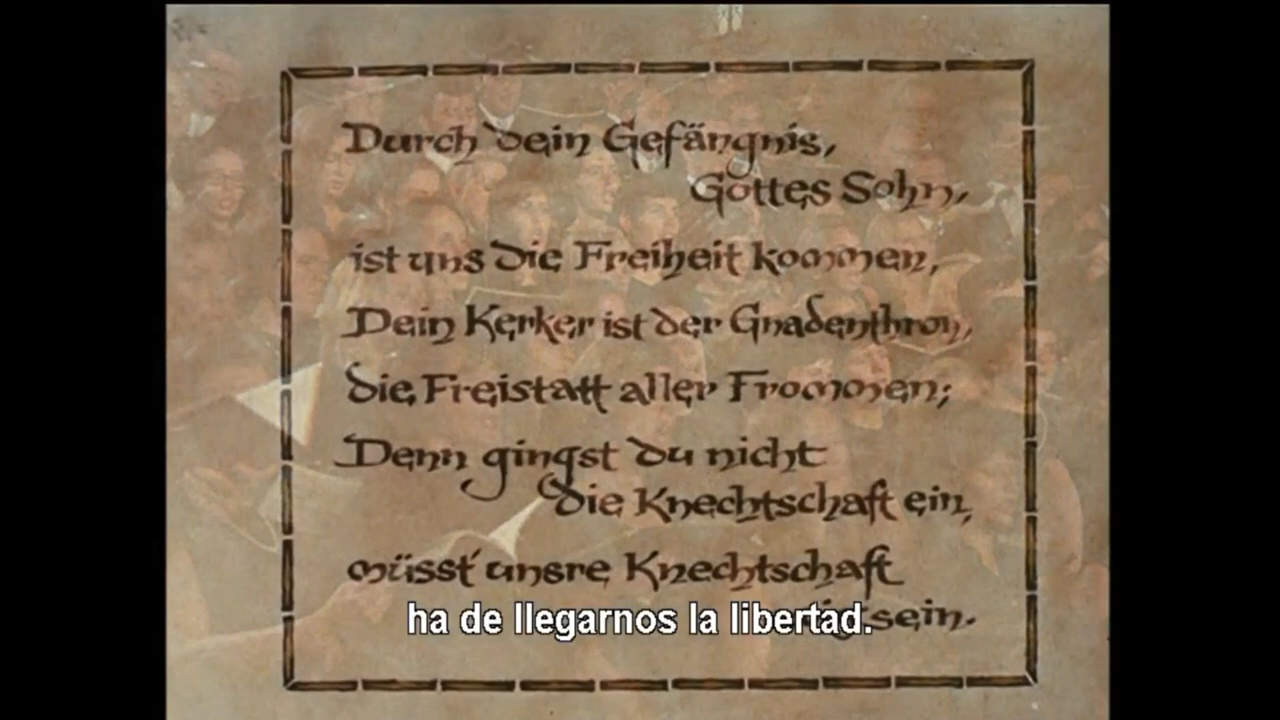 Durch dein Gefängnis,
Gottes Sohn,
ist uns die Freiheit kommen,
Dein Kerker ist der Gnadenthron,
die Freistatt aller Frommen;
Denn gingst du nicht
die Knechtschaft ein,
müsst' unsre Knechtschaft
sein.
ha de llegarnos la libertad.